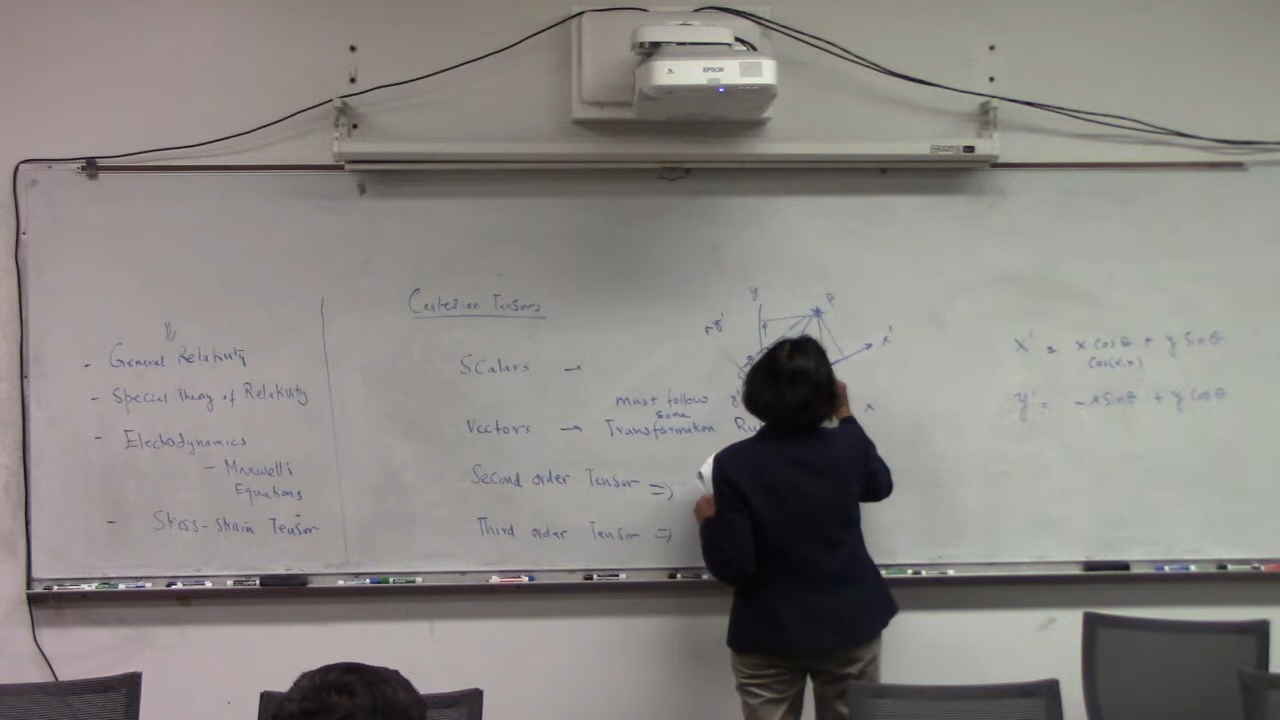 EPSON
Cartesian Tensors
- General Relativity
- Special Theory of Relativity
- Electrodynamics
- Maxwell's
Equations
- Stress-Strain Tensor
Scalars →
must follow
some
Vectors → Transformation Ru
Second order Tensor ⇒
Third order Tensor ⇒
y
P
y'
x'
x
x' = x Cos θ + y Sin θ
y' = -x Sin θ + y Cos θ